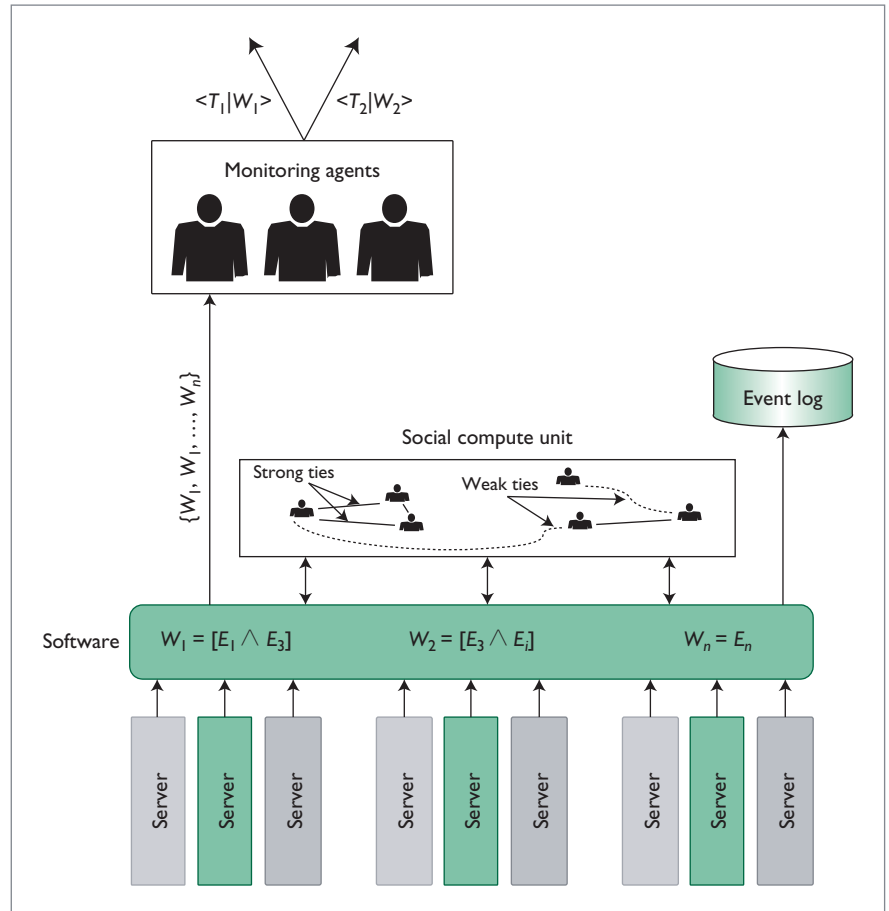 <T₁|W₁>
<T₂|W₂>
Monitoring agents
{W₁, W₁, ..., Wₙ}
Event log
Social compute unit
Strong ties
Weak ties
Software
W₁ = [E₁ ∧ E₃]
W₂ = [E₃ ∧ Eᵢ]
Wₙ = Eₙ
Server
Server
Server
Server
Server
Server
Server
Server
Server